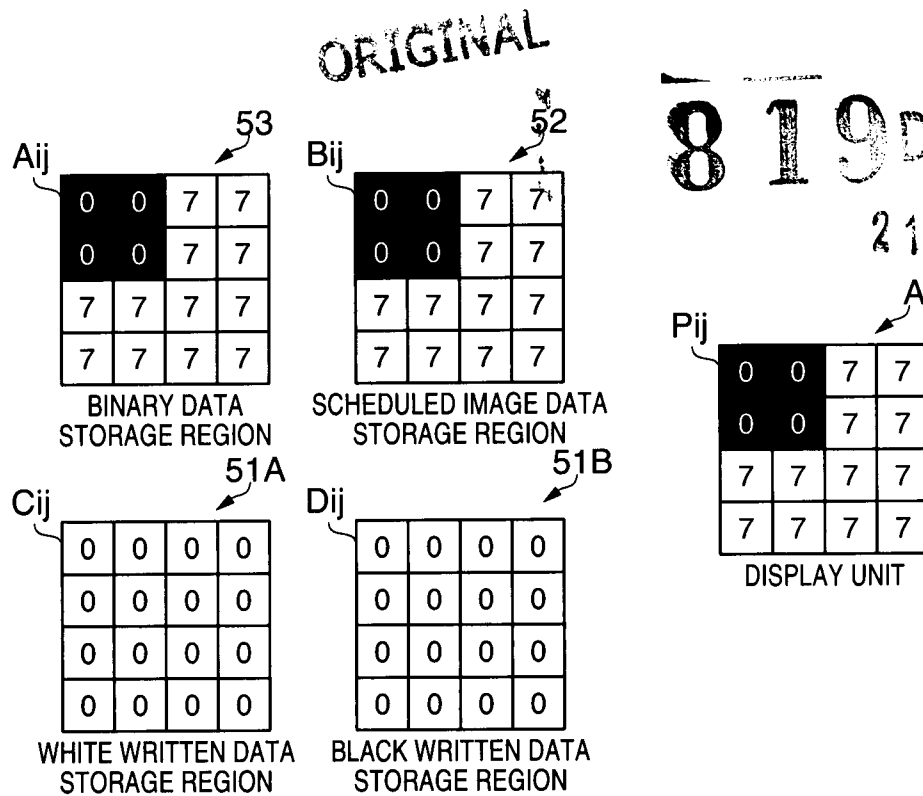 ORIGINAL
819
21
53
Aij
0 0 7 7
0 0 7 7
7 7 7 7
7 7 7 7
BINARY DATA
STORAGE REGION
52
Bij
0 0 7 7
0 0 7 7
7 7 7 7
7 7 7 7
SCHEDULED IMAGE DATA
STORAGE REGION
A
Pij
0 0 7 7
0 0 7 7
7 7 7 7
7 7 7 7
DISPLAY UNIT
51A
Cij
0 0 0 0
0 0 0 0
0 0 0 0
0 0 0 0
WHITE WRITTEN DATA
STORAGE REGION
51B
Dij
0 0 0 0
0 0 0 0
0 0 0 0
0 0 0 0
BLACK WRITTEN DATA
STORAGE REGION